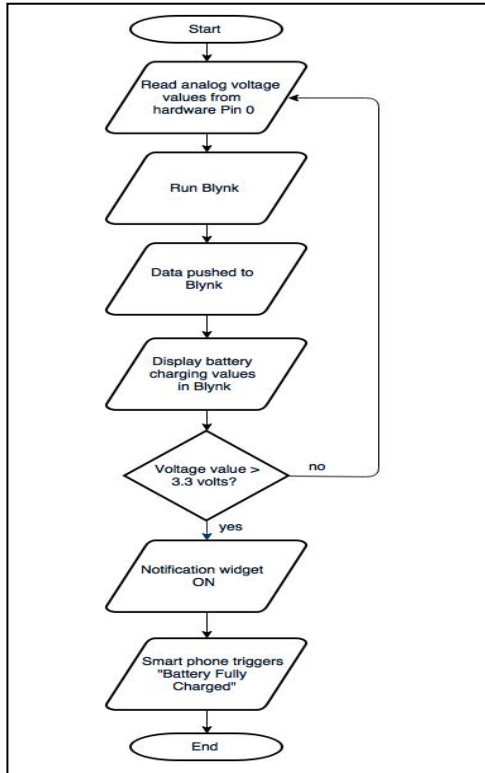 Start
Read analog voltage
values from
hardware Pin 0
Run Blynk
Data pushed to
Blynk
Display battery
charging values
in Blynk
Voltage value >
3.3 volts?
no
yes
Notification widget
ON
Smart phone triggers
"Battery Fully
Charged"
End